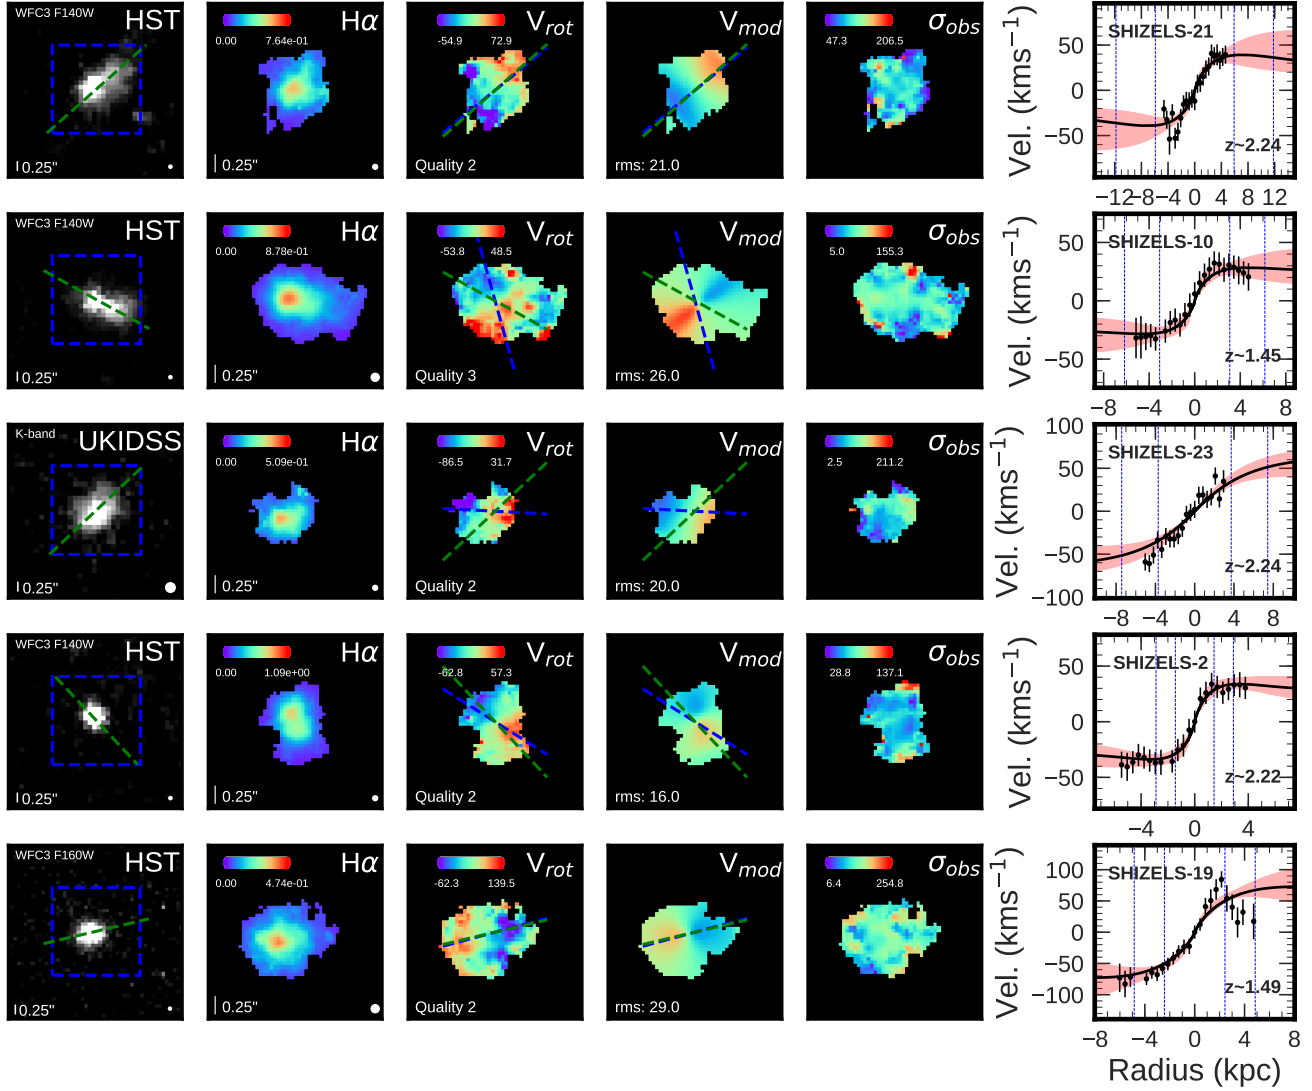 WFC3 F140W
HST
0.25"
Hα
0.00 7.64e-01
0.25"
Vrot
-54.9 72.9
Quality 2
Vmod
rms: 21.0
σobs
47.3 206.5
Vel. (kms−1)
50
0
−50
SHIZELS-21
z~2.24
−12 −8 −4 0 4 8 12
WFC3 F140W
HST
0.25"
Hα
0.00 8.78e-01
0.25"
Vrot
-53.8 48.5
Quality 3
Vmod
rms: 26.0
σobs
5.0 155.3
Vel. (kms−1)
50
0
−50
SHIZELS-10
z~1.45
−8 −4 0 4 8
K-band
UKIDSS
0.25"
Hα
0.00 5.09e-01
0.25"
Vrot
-86.5 31.7
Quality 2
Vmod
rms: 20.0
σobs
2.5 211.2
Vel. (kms−1)
100
50
0
−50
−100
SHIZELS-23
z~2.24
−8 −4 0 4 8
WFC3 F140W
HST
0.25"
Hα
0.00 1.09e+00
0.25"
Vrot
-62.8 57.3
Quality 2
Vmod
rms: 16.0
σobs
28.8 137.1
Vel. (kms−1)
50
0
−50
SHIZELS-2
z~2.22
−4 0 4
WFC3 F160W
HST
0.25"
Hα
0.00 4.74e-01
0.25"
Vrot
-62.3 139.5
Quality 2
Vmod
rms: 29.0
σobs
6.4 254.8
Vel. (kms−1)
100
50
0
−50
−100
SHIZELS-19
z~1.49
−8 −4 0 4 8
Radius (kpc)